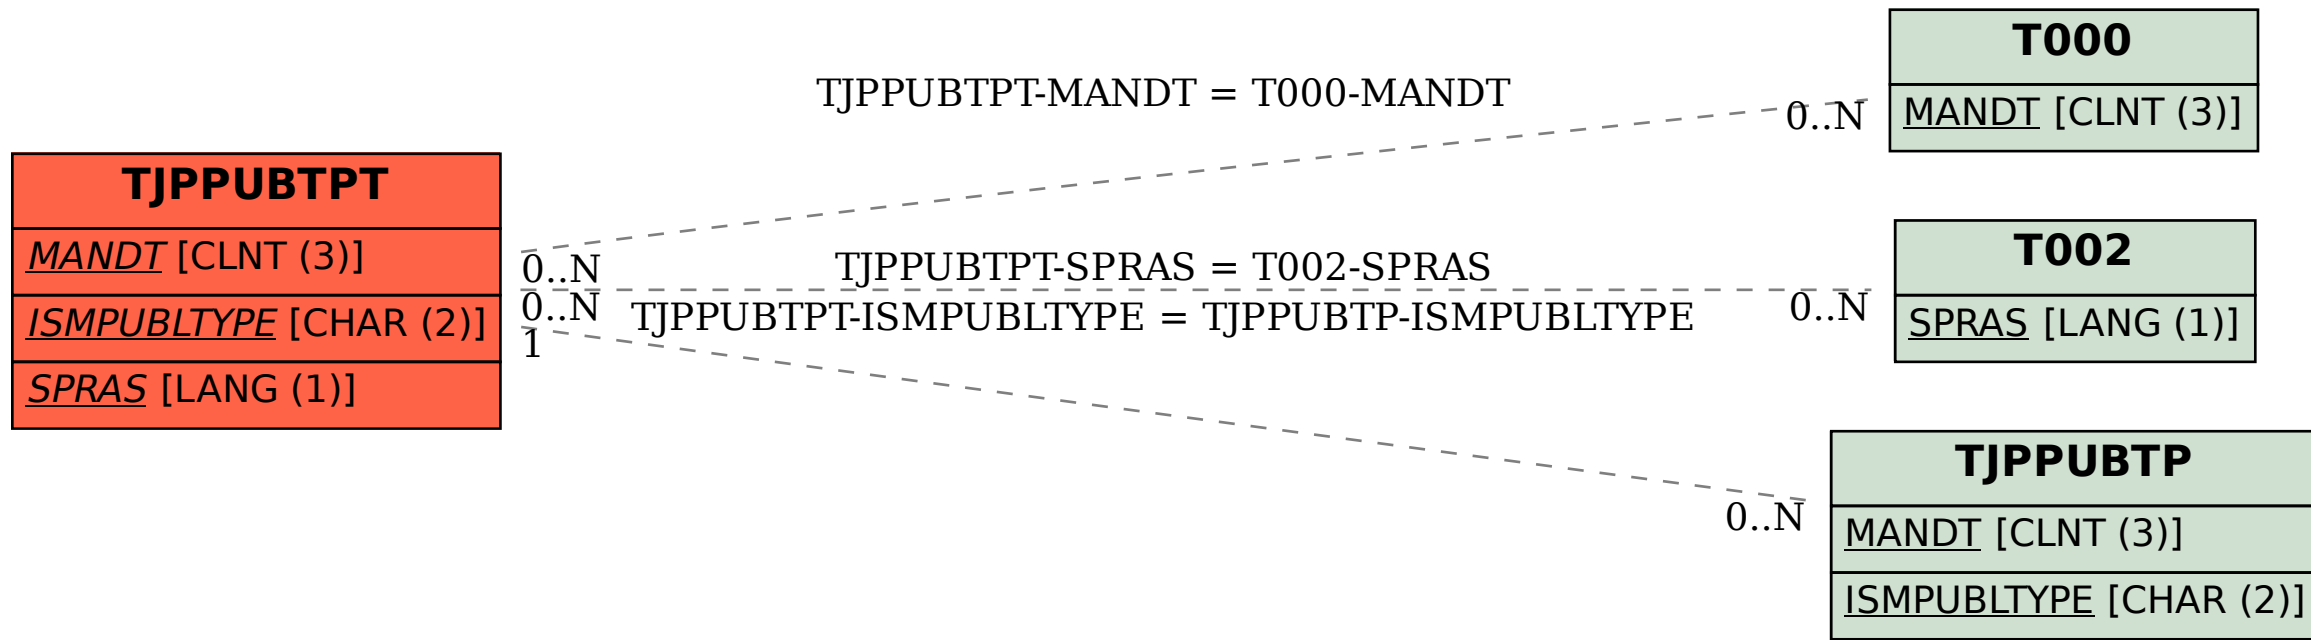 TJPPUBTPT
MANDT [CLNT (3)]
ISMPUBLTYPE [CHAR (2)]
SPRAS [LANG (1)]
TJPPUBTPT-MANDT = T000-MANDT
0..N
0..N
TJPPUBTPT-SPRAS = T002-SPRAS
0..N
0..N
TJPPUBTPT-ISMPUBLTYPE = TJPPUBTP-ISMPUBLTYPE
1
0..N
T000
MANDT [CLNT (3)]
T002
SPRAS [LANG (1)]
TJPPUBTP
MANDT [CLNT (3)]
ISMPUBLTYPE [CHAR (2)]